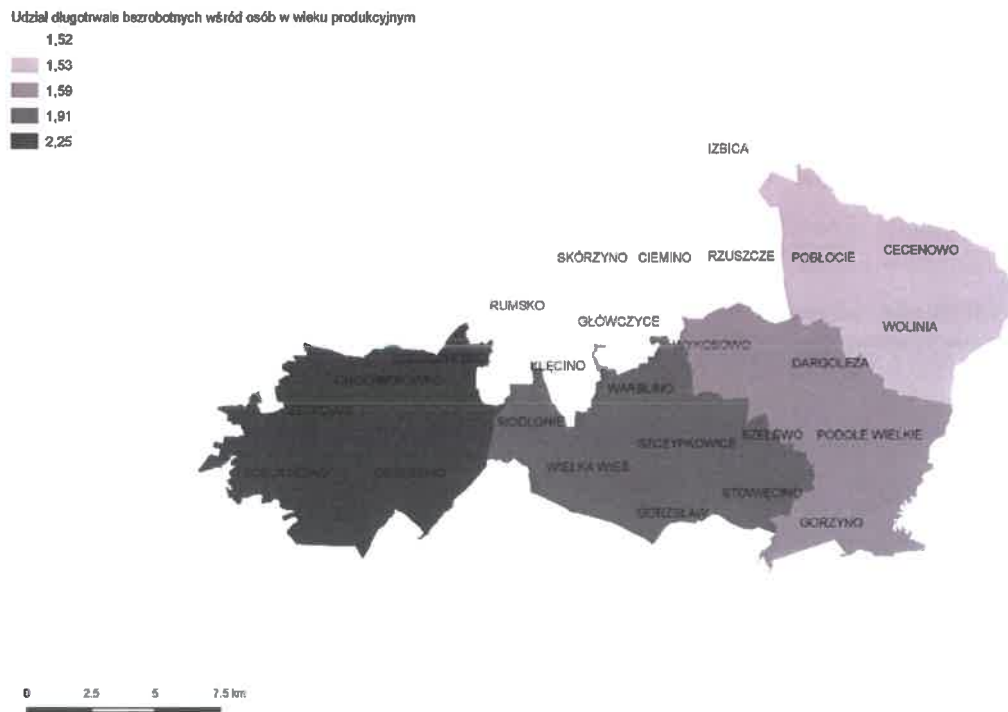 Udział długotrwale bezrobotnych wśród osób w wieku produkcyjnym
1,52
1,53
1,59
1,91
2,25
IZBICA
SKÓRZYNO CIEMINO RZUSZCZE POBŁOCIE CECENOWO
RUMSKO
GŁÓWCZYCE WOLINIA
KLĘCINO DARGOLEZA
WARBLINO
SIODŁONIE
SZCZYPKOWICE SZELEWO PODOLE WIELKIE
WIELKA WIEŚ
STOWIĘCINO
GORZYNO
0 2.5 5 7.5 km